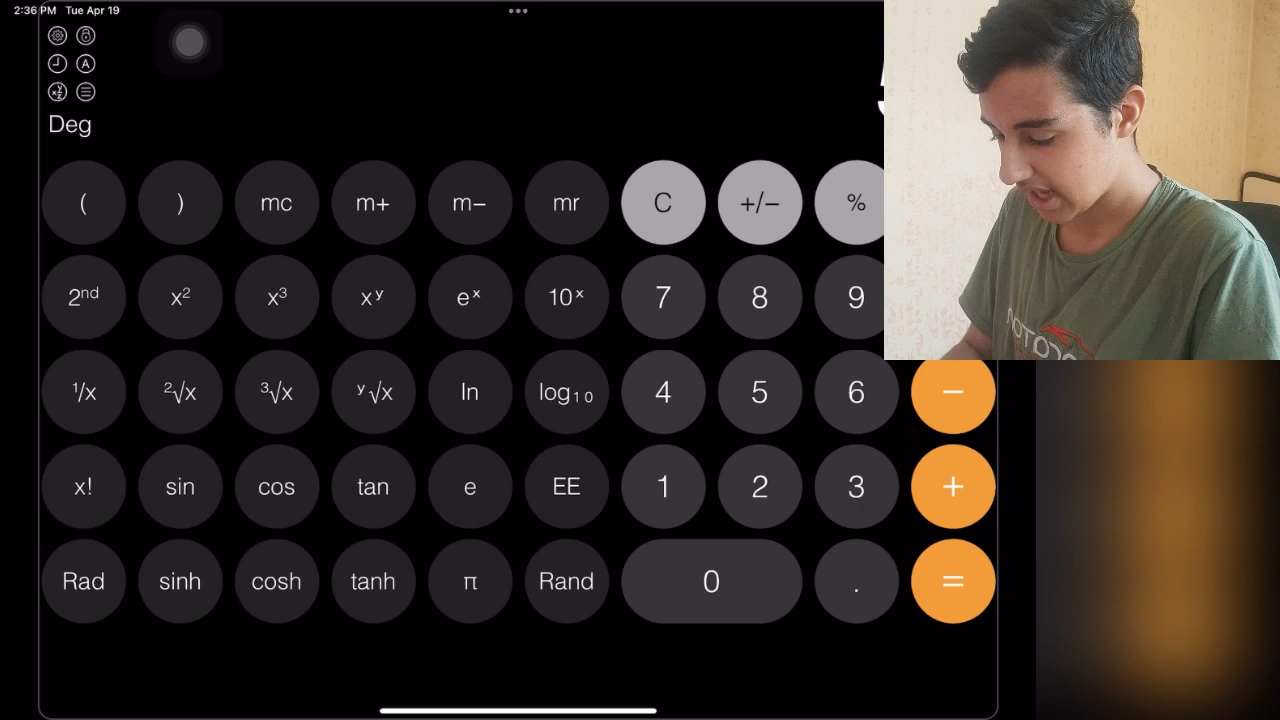 2:36 PM Tue Apr 19
Deg
( ) mc m+ m− mr C +/− %
2nd x² x³ xʸ eˣ 10ˣ 7 8 9
1/x ²√x ³√x ʸ√x ln log₁₀ 4 5 6 −
x! sin cos tan e EE 1 2 3 +
Rad sinh cosh tanh π Rand 0 . =